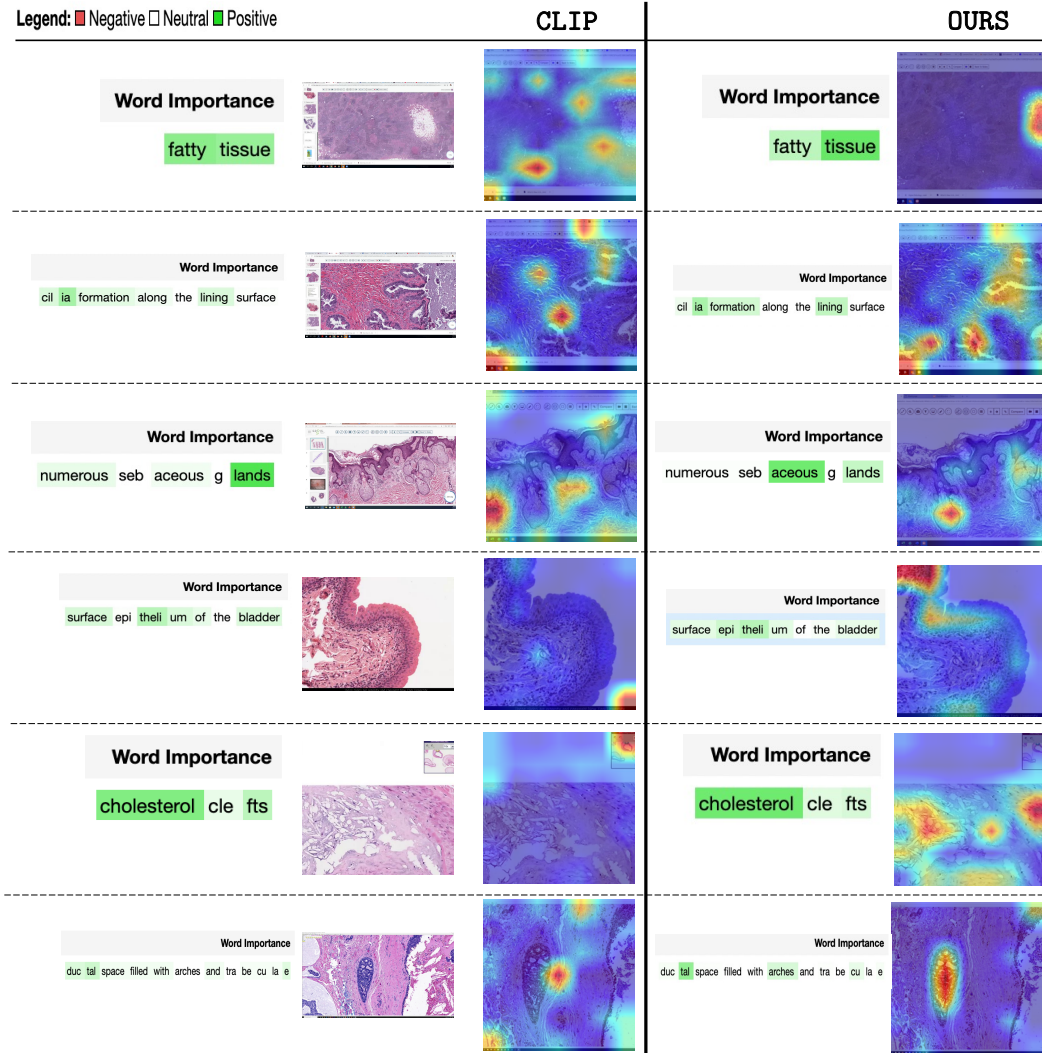 Legend: Negative Neutral Positive
CLIP
OURS
Word Importance
fatty tissue
Word Importance
fatty tissue
Word Importance
cil ia formation along the lining surface
Word Importance
cil ia formation along the lining surface
Word Importance
numerous seb aceous g lands
Word Importance
numerous seb aceous g lands
Word Importance
surface epi theli um of the bladder
Word Importance
surface epi theli um of the bladder
Word Importance
cholesterol cle fts
Word Importance
cholesterol cle fts
Word Importance
duc tal space filled with arches and tra be cu la e
Word Importance
duc tal space filled with arches and tra be cu la e